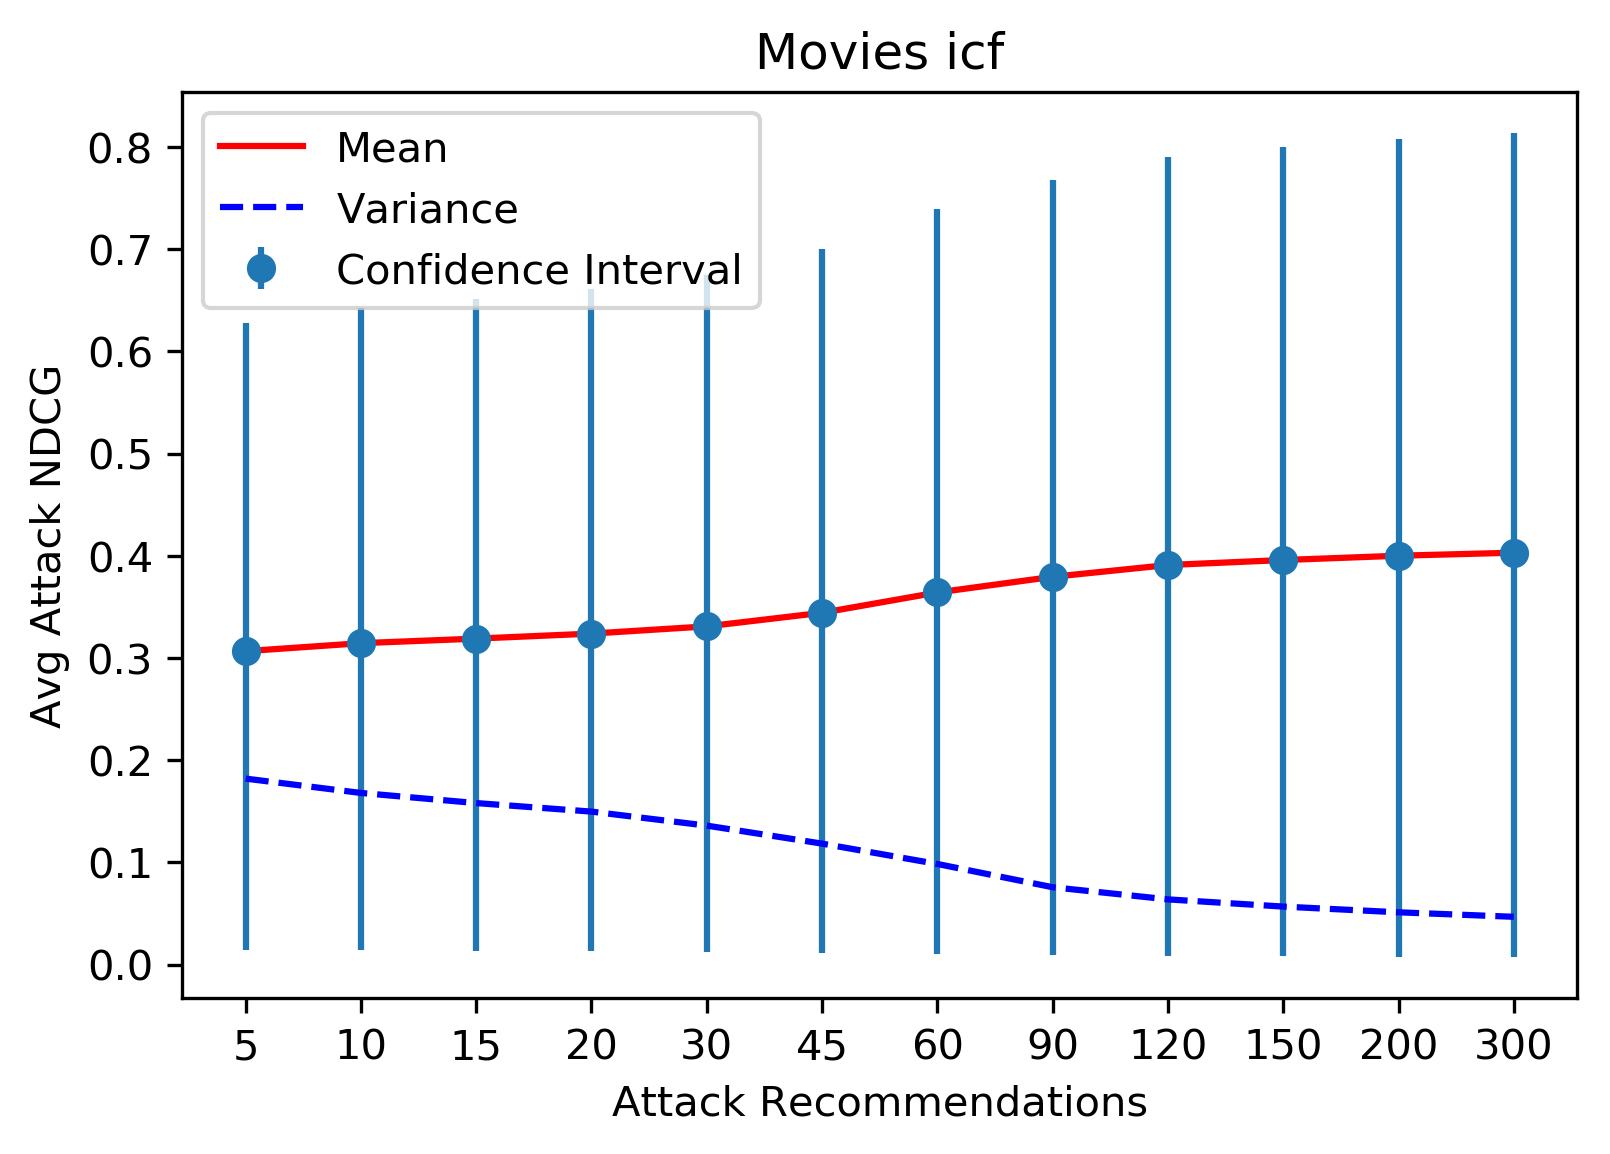 Movies icf
Mean
Variance
Confidence Interval
Avg Attack NDCG
0.8
0.7
0.6
0.5
0.4
0.3
0.2
0.1
0.0
5 10 15 20 30 45 60 90 120 150 200 300
Attack Recommendations